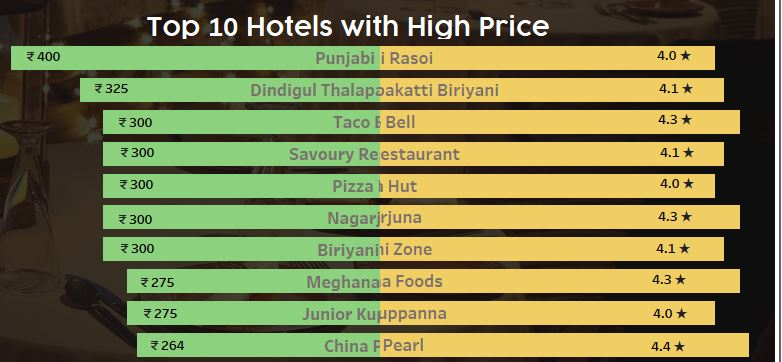 Top 10 Hotels with High Price
₹ 400 Punjabi i Rasoi 4.0 ★
₹ 325 Dindigul Thalappaakatti Biriyani 4.1 ★
₹ 300 Taco B Bell 4.3 ★
₹ 300 Savoury Reestaurant 4.1 ★
₹ 300 Pizza a Hut 4.0 ★
₹ 300 Nagarjrjuna 4.3 ★
₹ 300 Biriyanni Zone 4.1 ★
₹ 275 Meghanaa Foods 4.3 ★
₹ 275 Junior Kuuppanna 4.0 ★
₹ 264 China P Pearl 4.4 ★